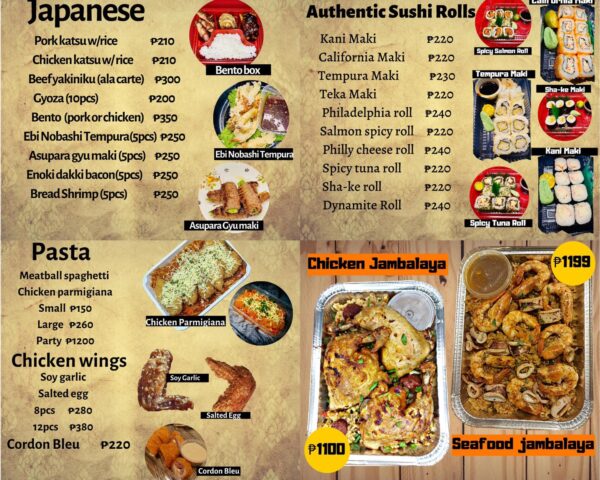 Japanese
Pork katsu w/rice ₱210
Chicken katsu w/rice ₱210
Beef yakiniku (ala carte) ₱300
Gyoza (10pcs) ₱200
Bento (pork or chicken) ₱350
Ebi Nobashi Tempura(5pcs) ₱250
Asupara gyu maki (5pcs) ₱250
Enoki dakki bacon(5pcs) ₱250
Bread Shrimp (5pcs) ₱250
Bento box
Ebi Nobashi Tempura
Asupara Gyu maki
Authentic Sushi Rolls
Kani Maki ₱220
California Maki ₱220
Tempura Maki ₱230
Teka Maki ₱220
Philadelphia roll ₱240
Salmon spicy roll ₱220
Philly cheese roll ₱240
Spicy tuna roll ₱220
Sha-ke roll ₱220
Dynamite Roll ₱240
California Maki
Spicy Salmon Roll
Tempura Maki
Sha-ke Maki
Kani Maki
Spicy Tuna Roll
Pasta
Meatball spaghetti
Chicken parmigiana
Small ₱150
Large ₱260
Party ₱1200
Chicken wings
Soy garlic
Salted egg
8pcs ₱280
12pcs ₱380
Cordon Bleu ₱220
Chicken Parmigiana
Soy Garlic
Salted Egg
Cordon Bleu
Chicken Jambalaya
₱1100
₱1199
Seafood jambalaya